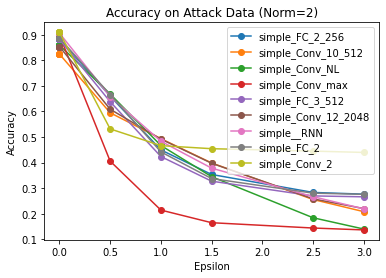 Accuracy on Attack Data (Norm=2)
0.9
0.8
0.7
0.6
0.5
0.4
0.3
0.2
0.1
Accuracy
simple_FC_2_256
simple_Conv_10_512
simple_Conv_NL
simple_Conv_max
simple_FC_3_512
simple_Conv_12_2048
simple__RNN
simple_FC_2
simple_Conv_2
0.0 0.5 1.0 1.5 2.0 2.5 3.0
Epsilon